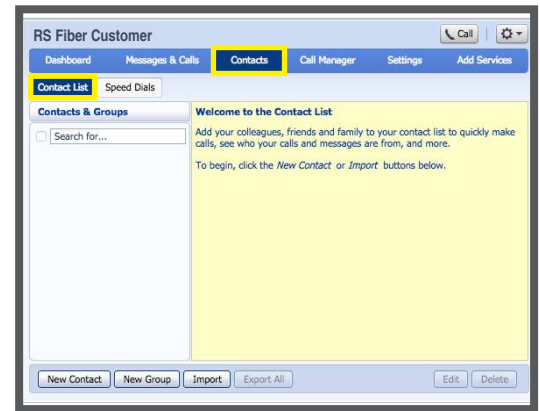 RS Fiber Customer
Call
Dashboard Messages & Calls Contacts Call Manager Settings Add Services
Contact List Speed Dials
Contacts & Groups
Search for...
Welcome to the Contact List
Add your colleagues, friends and family to your contact list to quickly make
calls, see who your calls and messages are from, and more.
To begin, click the New Contact or Import buttons below.
New Contact New Group Import Export All Edit Delete